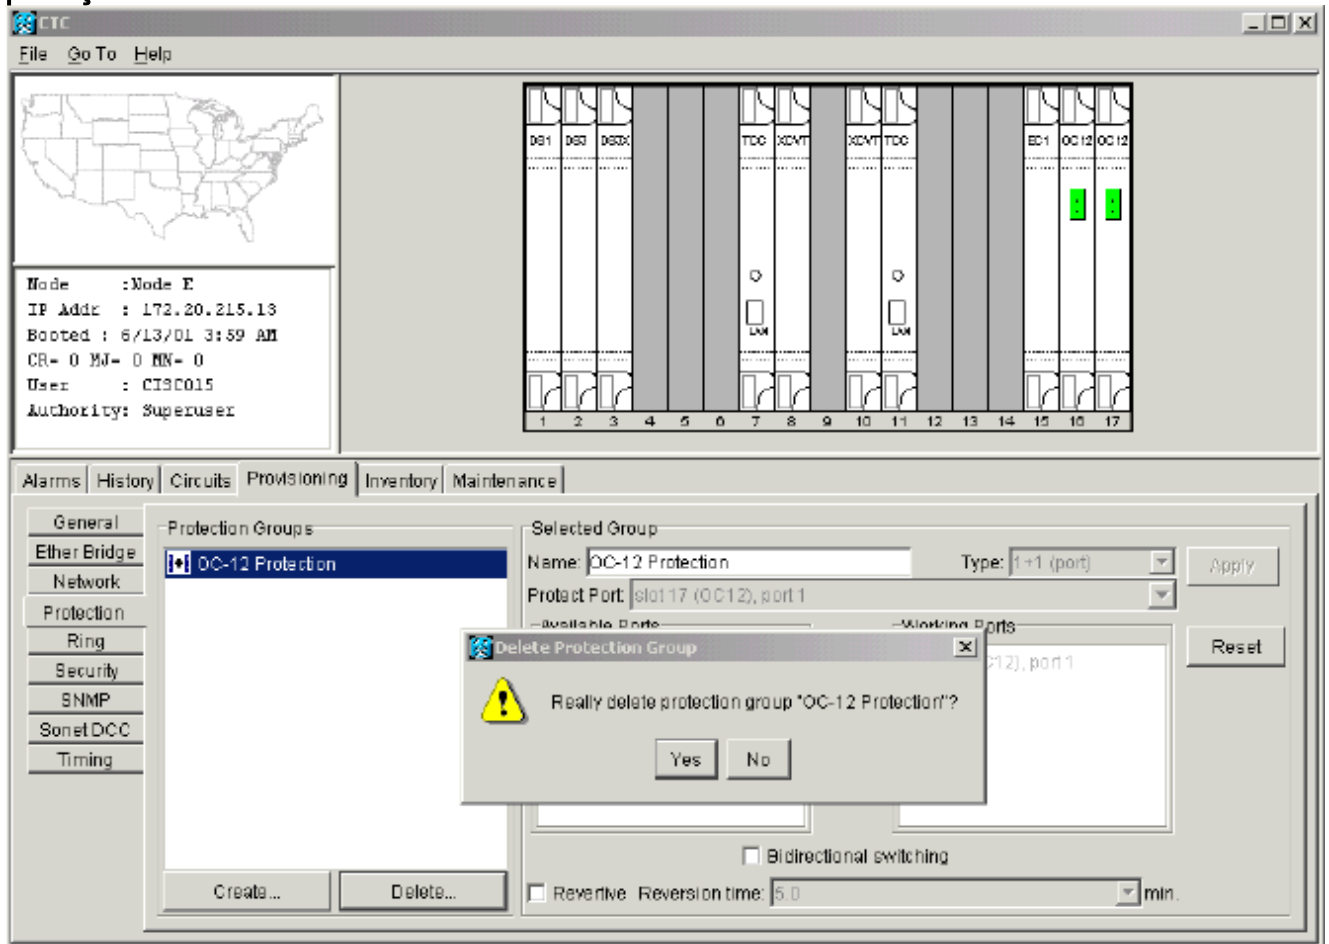 CTC
File Go To Help
DS1 DS3 DS3X TCC XCVT XCVT TCC EC1 OC12 OC12
LAN LAN
1 2 3 4 5 6 7 8 9 10 11 12 13 14 15 16 17
Node :Node E
IP Addr : 172.20.215.13
Booted : 6/13/01 3:59 AM
CR- 0 MJ- 0 MN- 0
User : CISCO15
Authority: Superuser
Alarms History Circuits Provisioning Inventory Maintenance
General
Ether Bridge
Network
Protection
Ring
Security
SNMP
Sonet DCC
Timing
Protection Groups
OC-12 Protection
Create... Delete...
Selected Group
Name: OC-12 Protection Type: 1+1 (port)
Protect Port: slot 17 (OC12), port 1
Available Ports Working Ports
C12), port 1
Apply
Reset
Delete Protection Group
Really delete protection group "OC-12 Protection"?
Yes No
Bidirectional switching
Revertive Reversion time: 5.0 min.